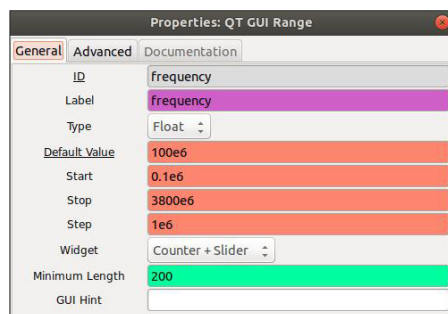 Properties: QT GUI Range
General Advanced Documentation
ID frequency
Label frequency
Type Float
Default Value 100e6
Start 0.1e6
Stop 3800e6
Step 1e6
Widget Counter + Slider
Minimum Length 200
GUI Hint